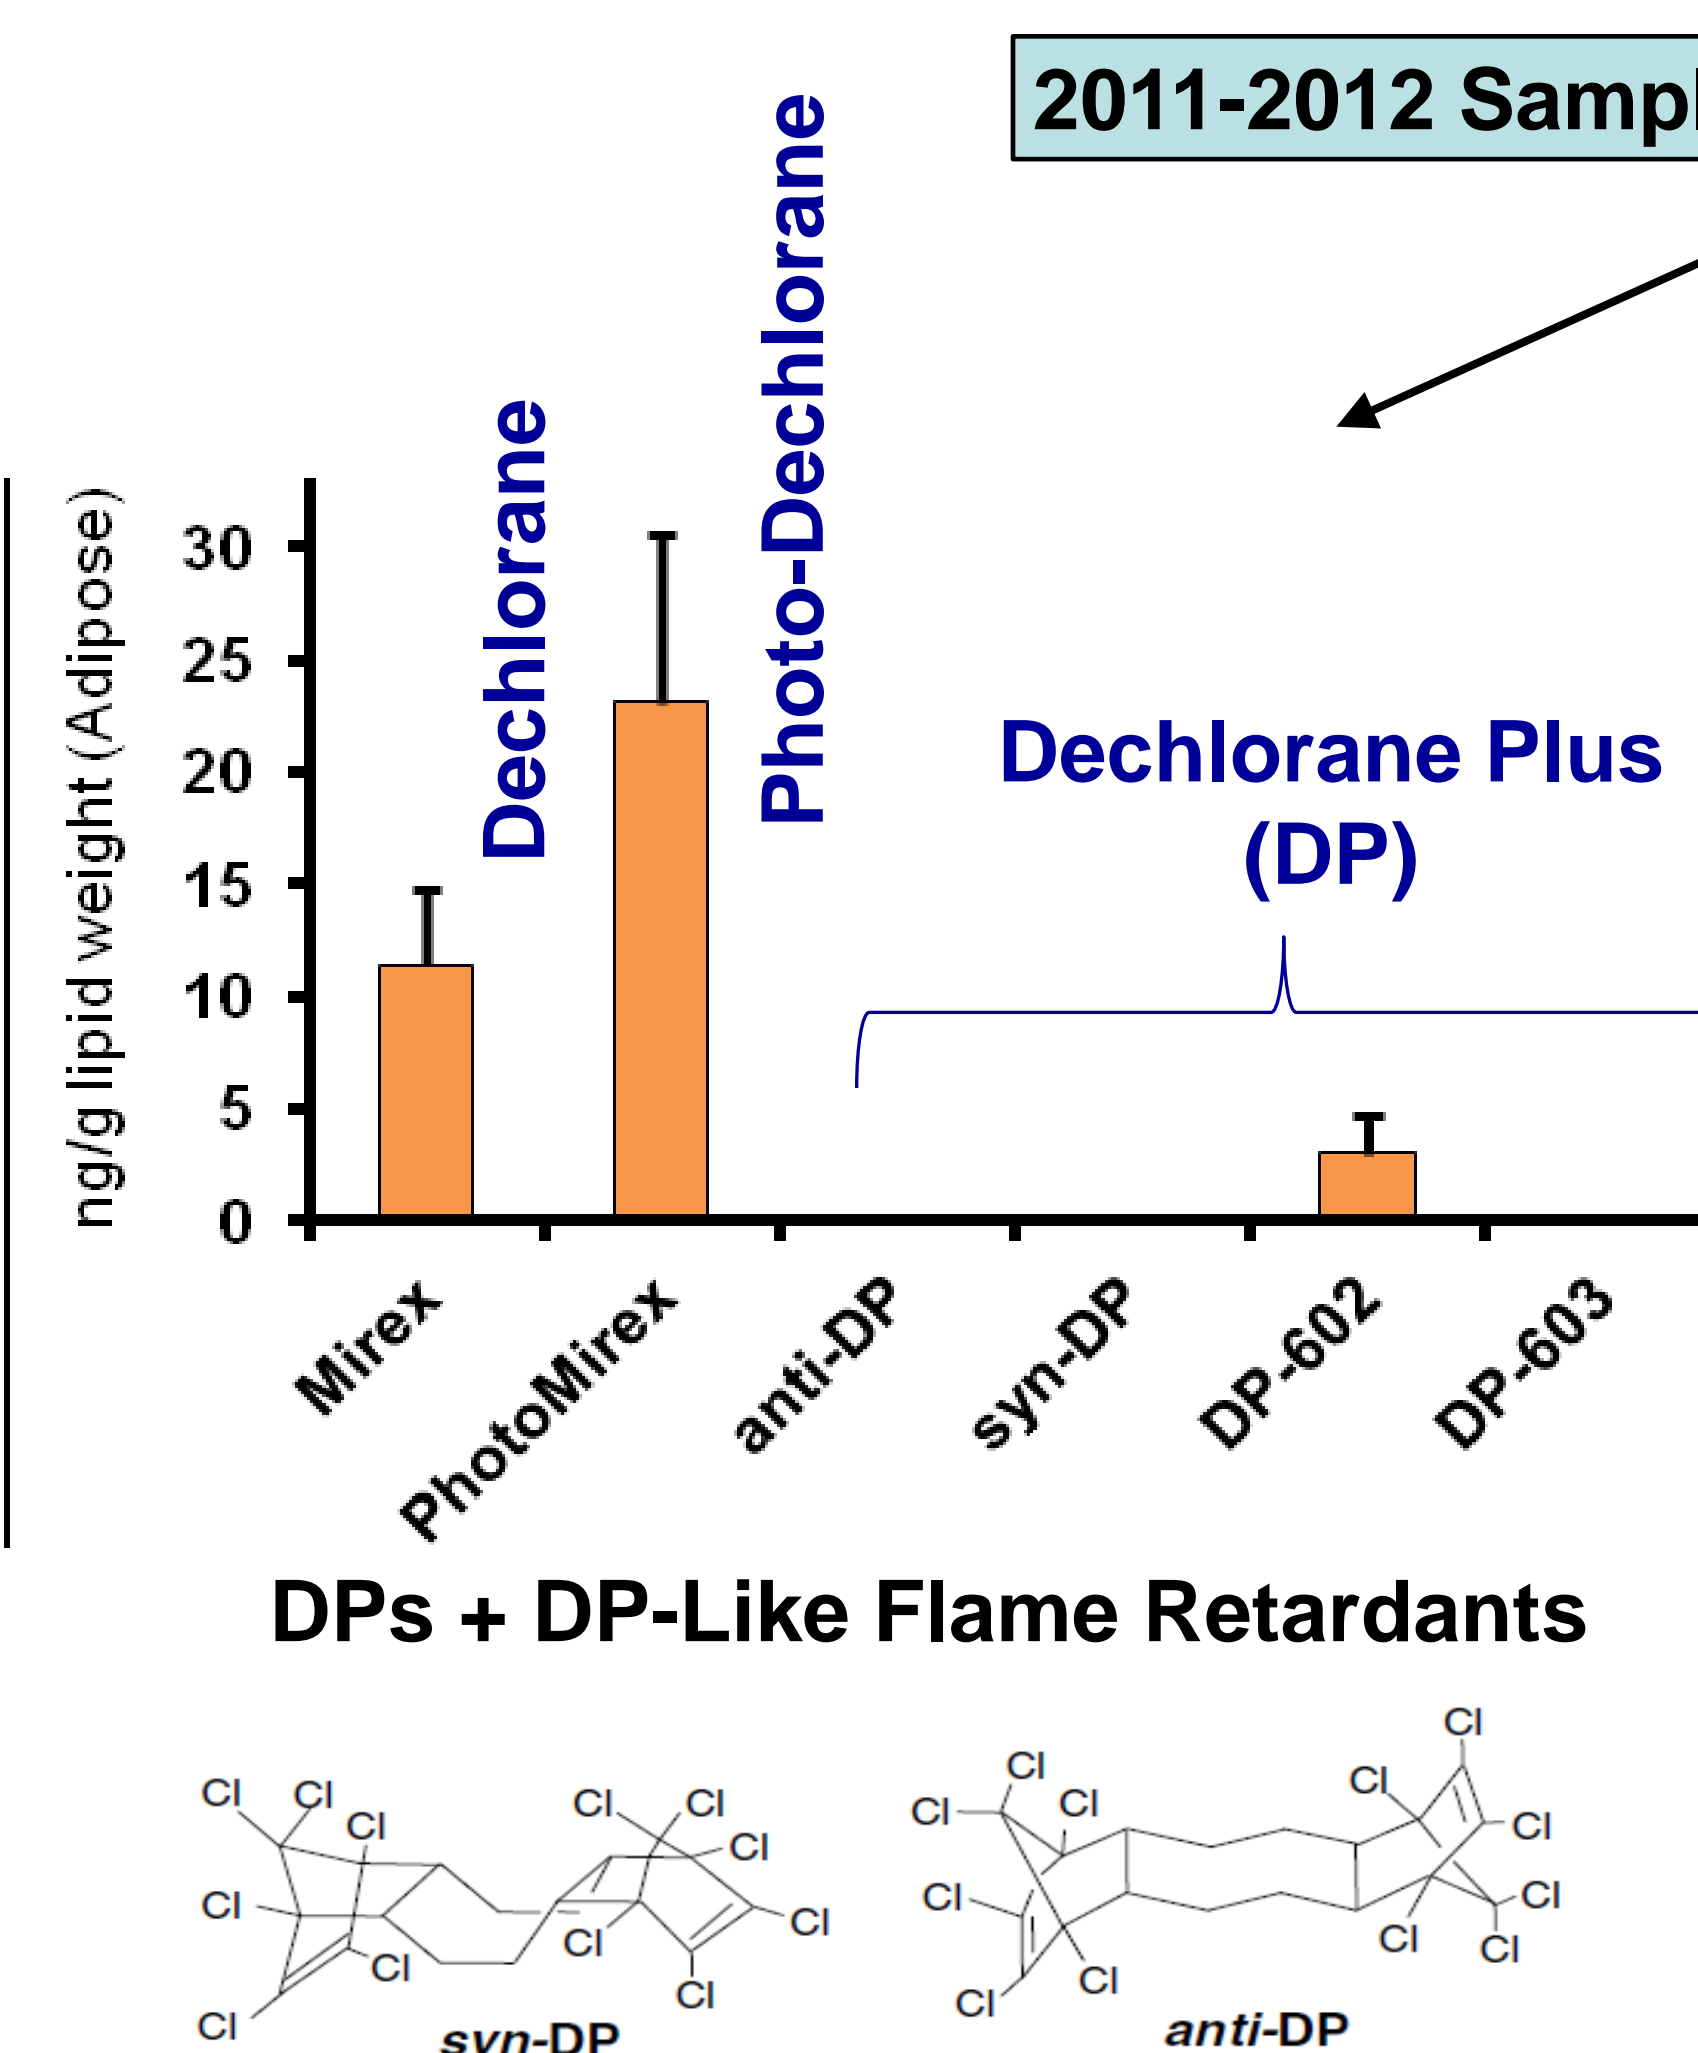 2011-2012 Sampl
Dechlorane
Photo-Dechlorane
Dechlorane Plus
(DP)
ng/g lipid weight (Adipose)
30
25
20
15
10
5
0
Mirex
PhotoMirex
anti-DP
syn-DP
DP-602
DP-603
DPs + DP-Like Flame Retardants
Cl
Cl
Cl
Cl
Cl
Cl
Cl
Cl
Cl
Cl
Cl
Cl
syn-DP
Cl
Cl
Cl
Cl
Cl
Cl
Cl
Cl
Cl
Cl
Cl
Cl
anti-DP